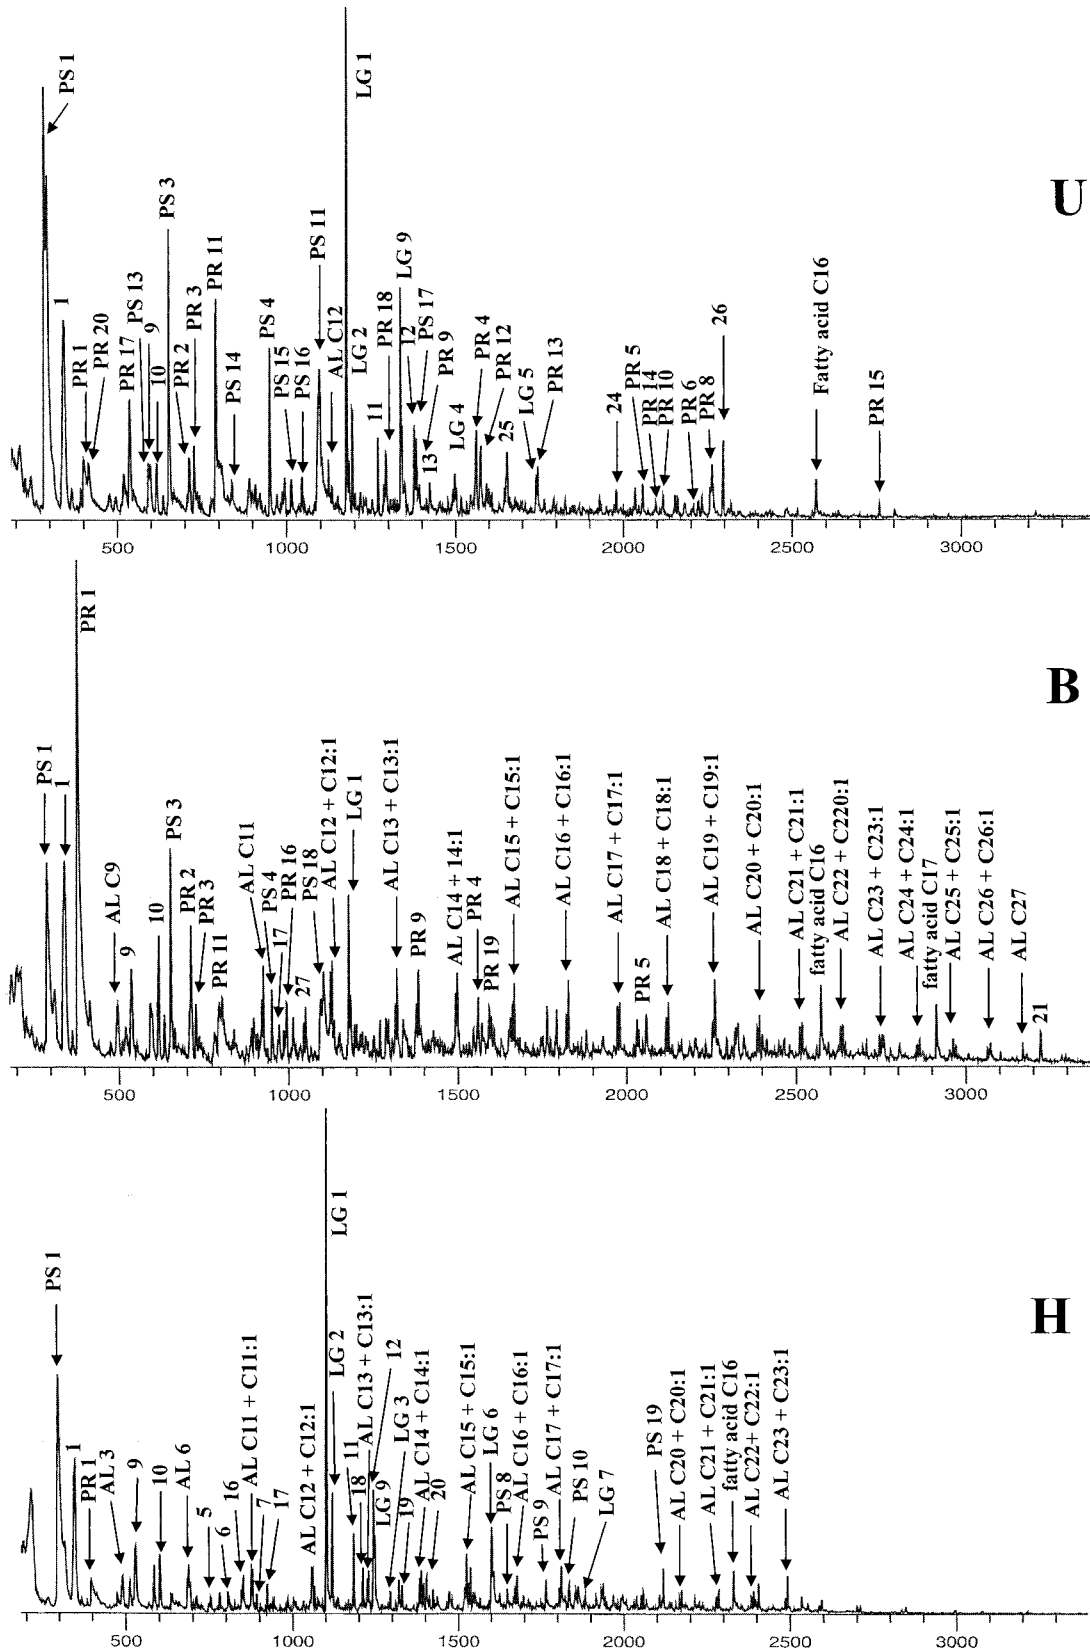 PS 1
1
PR 1
PR 20
PR 17
PS 13
9
10
PS 3
PR 2
PR 3
PR 11
PS 14
PS 4
PS 15
PS 16
PS 11
AL C12
LG 1
LG 2
11
PR 18
LG 9
12
PS 17
PR 9
13
LG 4
PR 4
PR 12
25
LG 5
PR 13
24
PR 5
PR 14
PR 10
PR 6
PR 8
26
Fatty acid C16
PR 15
U
500 1000 1500 2000 2500 3000
PS 1
1
PR 1
AL C9
9
10
PS 3
PR 2
PR 3
PR 11
AL C11
PS 4
17
PR 16
27
PS 18
AL C12 + C12:1
LG 1
AL C13 + C13:1
PR 9
AL C14 + 14:1
PR 4
PR 19
AL C15 + C15:1
AL C16 + C16:1
AL C17 + C17:1
PR 5
AL C18 + C18:1
AL C19 + C19:1
AL C20 + C20:1
AL C21 + C21:1
fatty acid C16
AL C22 + C220:1
AL C23 + C23:1
AL C24 + C24:1
fatty acid C17
AL C25 + C25:1
AL C26 + C26:1
AL C27
21
B
500 1000 1500 2000 2500 3000
PS 1
1
PR 1
AL 3
9
10
AL 6
5
6
16
AL C11 + C11:1
7
17
AL C12 + C12:1
LG 1
LG 2
11
18
AL C13 + C13:1
12
LG 9
LG 3
19
AL C14 + C14:1
20
AL C15 + C15:1
LG 6
PS 8
AL C16 + C16:1
PS 9
AL C17 + C17:1
PS 10
LG 7
PS 19
AL C20 + C20:1
AL C21 + C21:1
fatty acid C16
AL C22+ C22:1
AL C23 + C23:1
H
500 1000 1500 2000 2500 3000